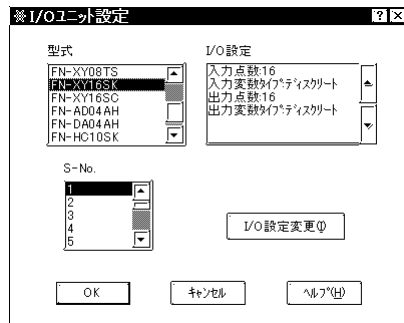 ※I/Oユニット設定
型式
I/O設定
FN-XY08TS
FN-XY16SK
FN-XY16SC
FN-AD04AH
FN-DA04AH
FN-HC10SK
入力点数:16
入力変数タイプ:ディスクリート
出力点数:16
出力変数タイプ:ディスクリート
S-No.
1
2
3
4
5
I/O設定変更(I)
OK
キャンセル
ヘルプ(H)